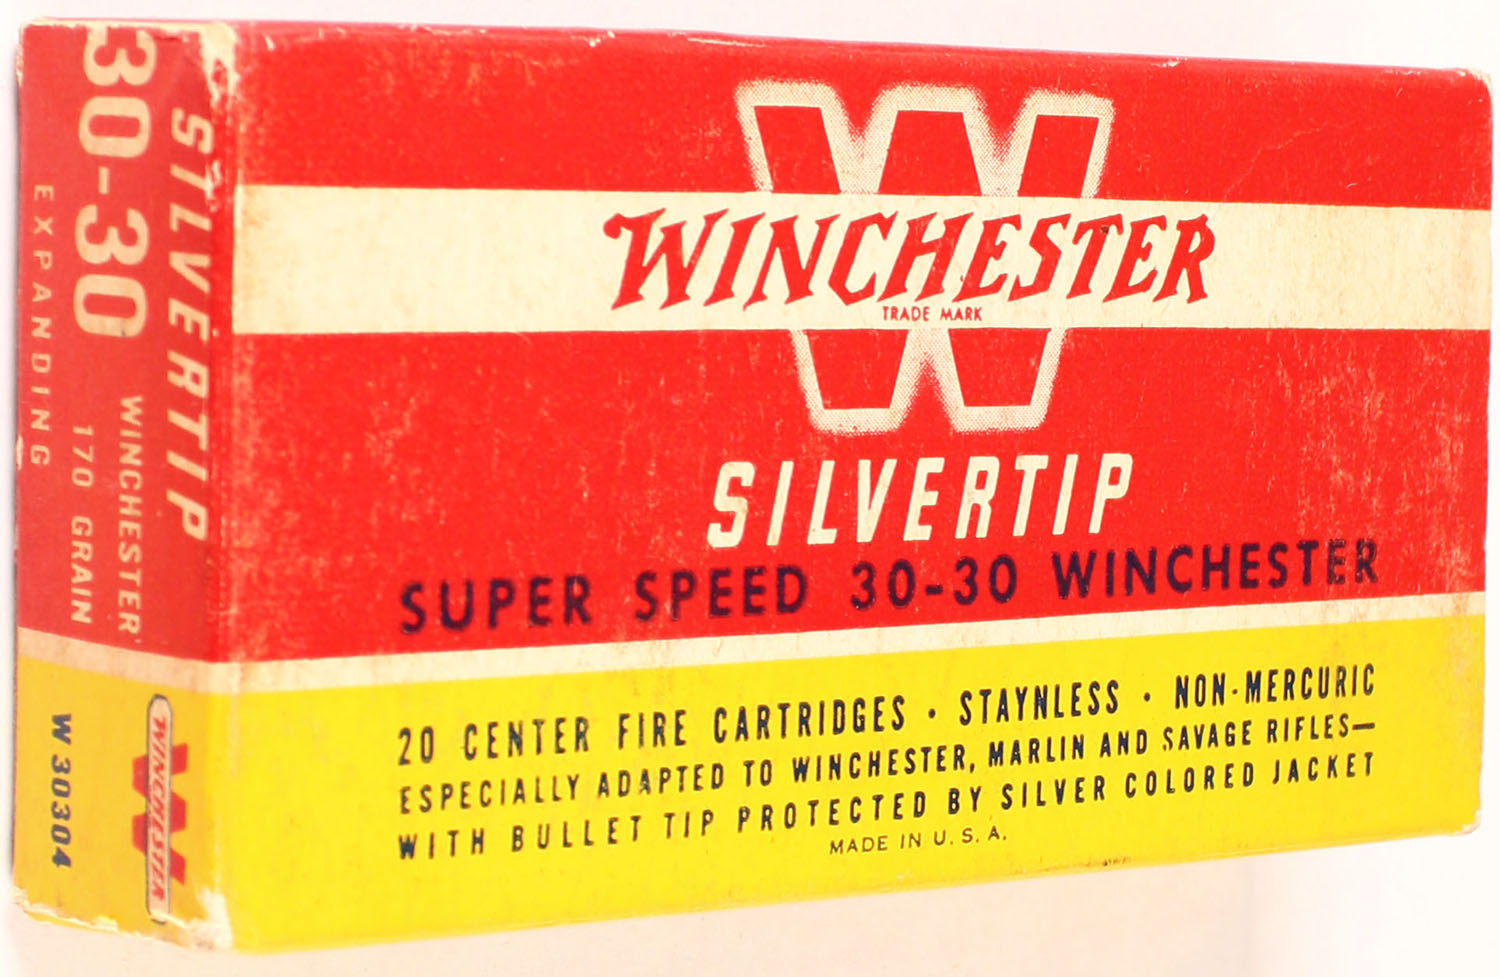 SILVERTIP
30-30 WINCHESTER
EXPANDING 170 GRAIN
WINCHESTER
W
W30304
W
WINCHESTER
TRADE MARK
SILVERTIP
SUPER SPEED 30-30 WINCHESTER
20 CENTER FIRE CARTRIDGES · STAYNLESS · NON-MERCURIC
ESPECIALLY ADAPTED TO WINCHESTER, MARLIN AND SAVAGE RIFLES—
WITH BULLET TIP PROTECTED BY SILVER COLORED JACKET
MADE IN U. S. A.